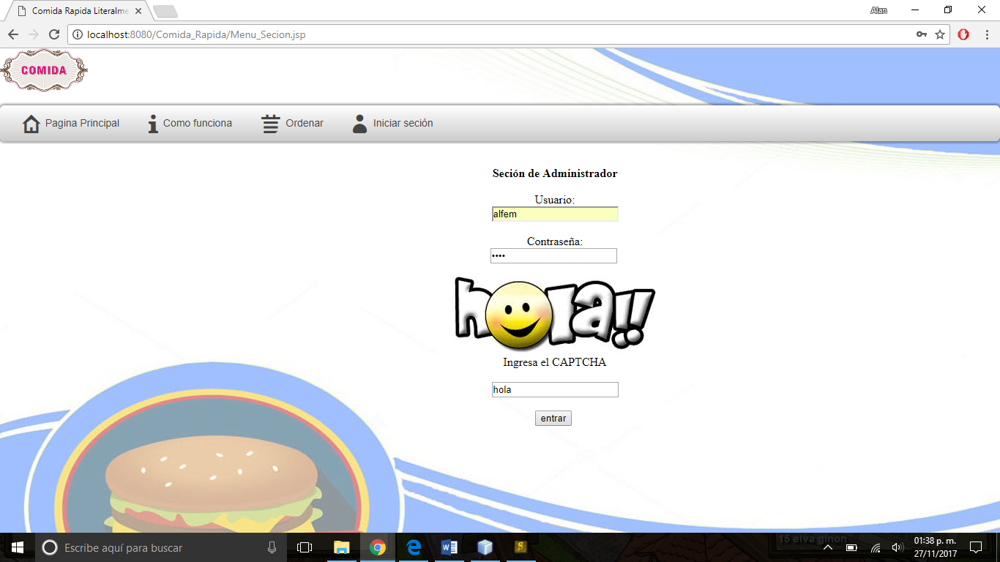 Comida Rapida Literalme
Alan
localhost:8080/Comida_Rapida/Menu_Secion.jsp
COMIDA
Pagina Principal
Como funciona
Ordenar
Iniciar seción
Seción de Administrador
Usuario:
alfem
Contraseña:
••••
hola!!
Ingresa el CAPTCHA
hola
entrar
15 elva ginon
Escribe aquí para buscar
01:38 p. m.
27/11/2017